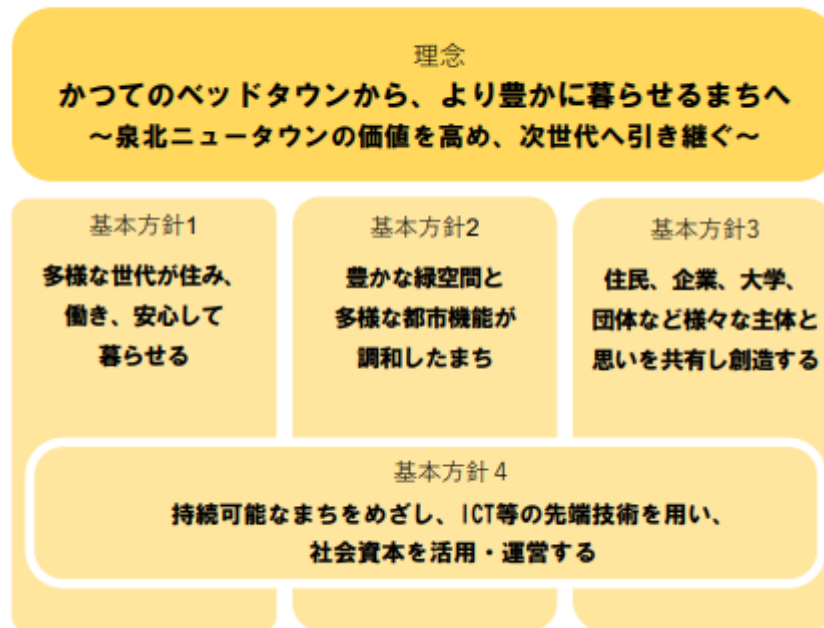 理念
かつてのベッドタウンから、より豊かに暮らせるまちへ
～泉北ニュータウンの価値を高め、次世代へ引き継ぐ～
基本方針1
多様な世代が住み、
働き、安心して
暮らせる
基本方針2
豊かな緑空間と
多様な都市機能が
調和したまち
基本方針3
住民、企業、大学、
団体など様々な主体と
思いを共有し創造する
基本方針４
持続可能なまちをめざし、ICT等の先端技術を用い、
社会資本を活用・運営する